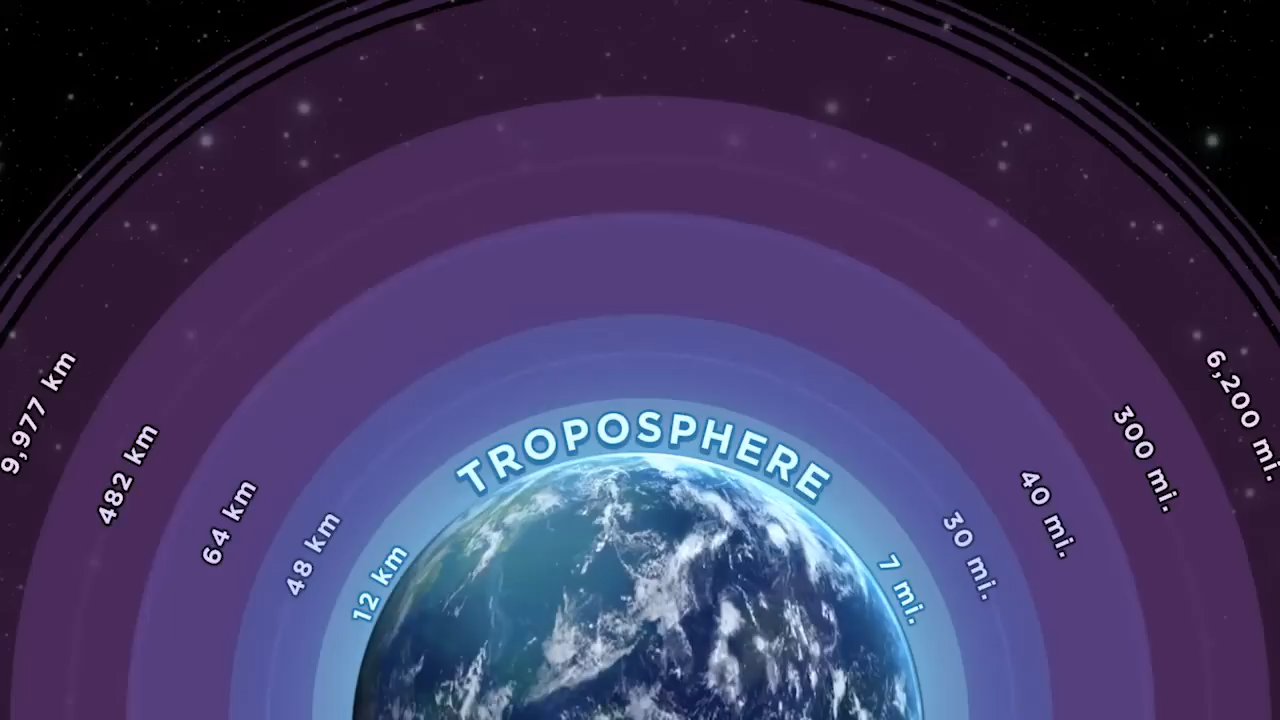 TROPOSPHERE
9,977 km
482 km
64 km
48 km
12 km
7 mi.
30 mi.
40 mi.
300 mi.
6,200 mi.